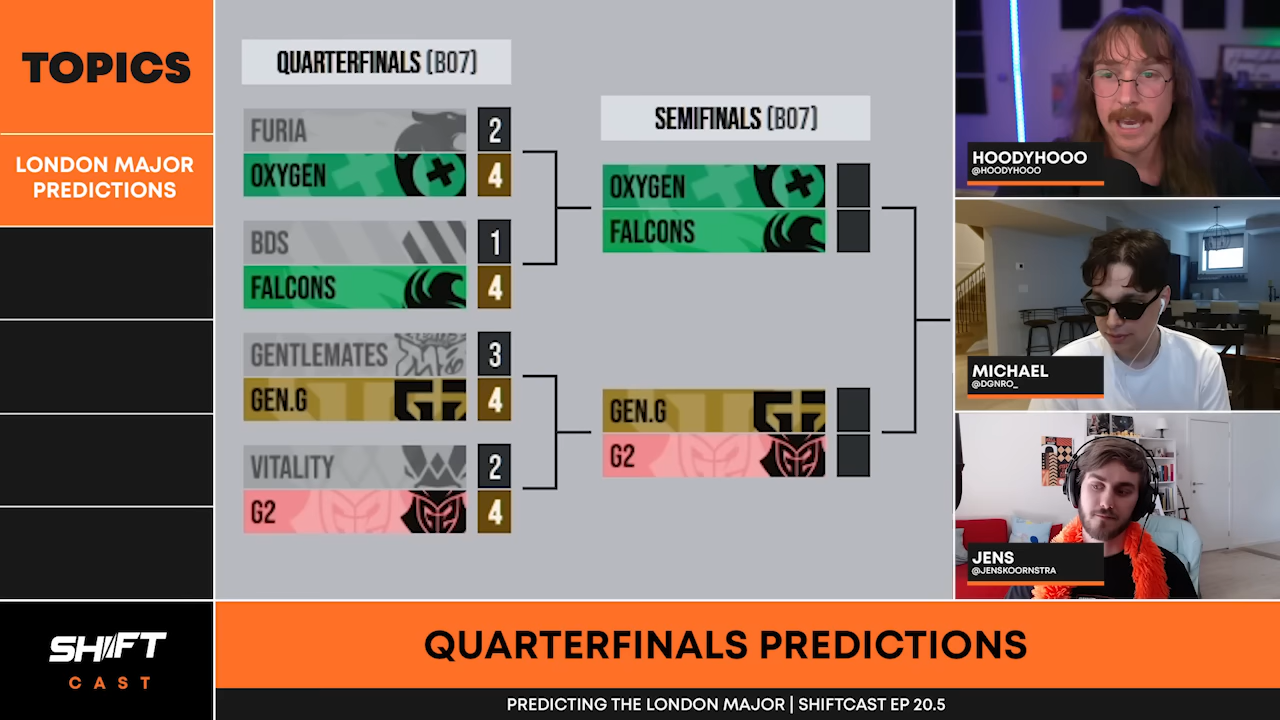 TOPICS
LONDON MAJOR
PREDICTIONS
QUARTERFINALS (BO7)
FURIA 2
OXYGEN 4
BDS 1
FALCONS 4
GENTLEMATES 3
GEN.G 4
VITALITY 2
G2 4
SEMIFINALS (BO7)
OXYGEN
FALCONS
GEN.G
G2
HOODYHOOO
@HOODYHOOO
MICHAEL
@DGNRO_
JENS
@JENSKOORNSTRA
SHIFT
CAST
QUARTERFINALS PREDICTIONS
PREDICTING THE LONDON MAJOR | SHIFTCAST EP 20.5